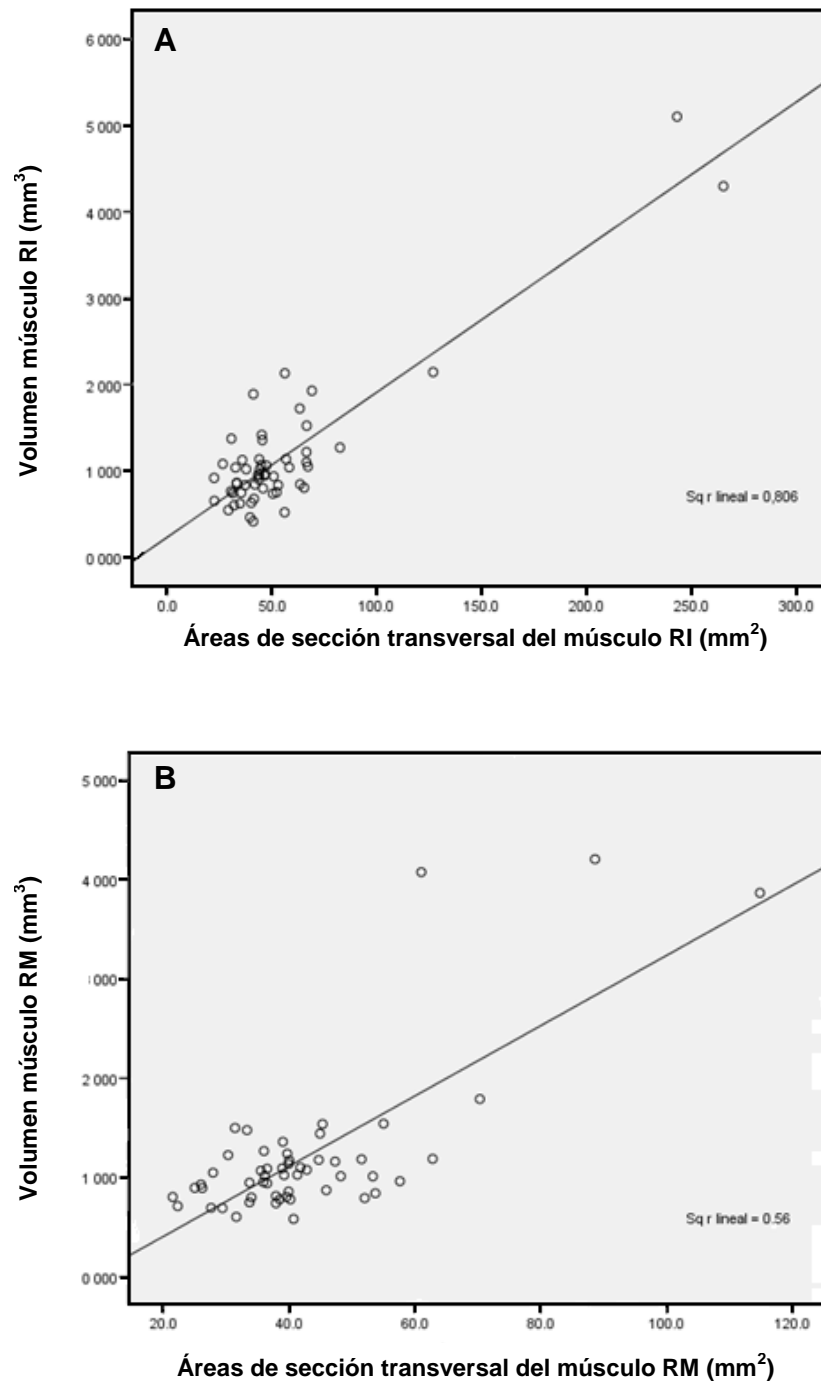 A
6 000
5 000
4 000
3 000
2 000
1 000
0 000
Volumen músculo RI (mm³)
Sq r lineal = 0,806
0.0 50.0 100.0 150.0 200.0 250.0 300.0
Áreas de sección transversal del músculo RI (mm²)
B
5 000
4 000
000
2 000
1 000
0 000
Volumen músculo RM (mm³)
Sq r lineal = 0.56
20.0 40.0 60.0 80.0 100.0 120.0
Áreas de sección transversal del músculo RM (mm²)